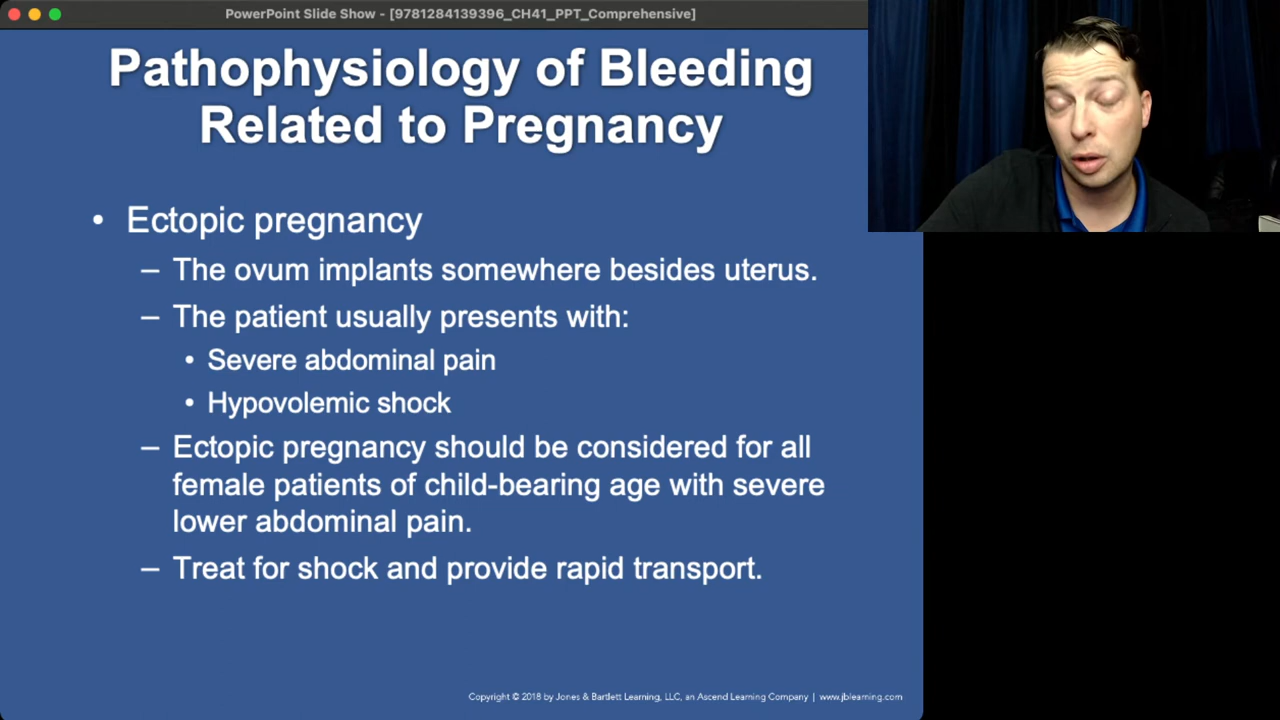 PowerPoint Slide Show - [9781284139396_CH41_PPT_Comprehensive]
Pathophysiology of Bleeding
Related to Pregnancy
• Ectopic pregnancy
– The ovum implants somewhere besides uterus.
– The patient usually presents with:
• Severe abdominal pain
• Hypovolemic shock
– Ectopic pregnancy should be considered for all
female patients of child-bearing age with severe
lower abdominal pain.
– Treat for shock and provide rapid transport.
Copyright © 2018 by Jones & Bartlett Learning, LLC, an Ascend Learning Company | www.jblearning.com